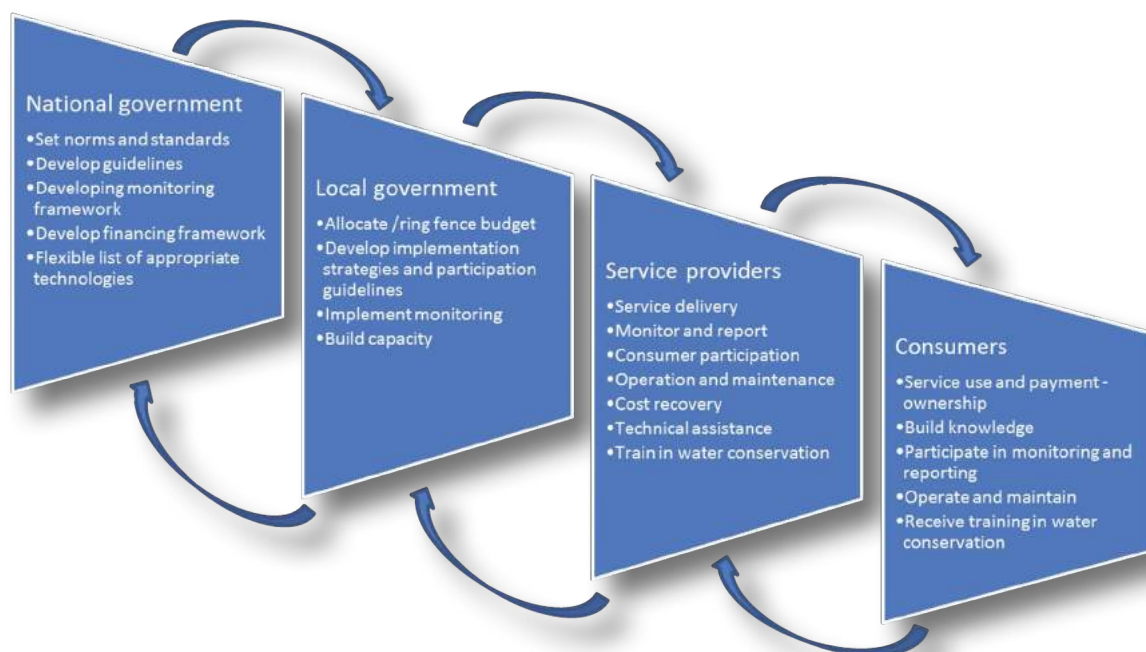 National government
•Set norms and standards
•Develop guidelines
•Developing monitoring
framework
•Develop financing framework
•Flexible list of appropriate
technologies
Local government
•Allocate /ring fence budget
•Develop implementation
strategies and participation
guidelines
•Implement monitoring
•Build capacity
Service providers
•Service delivery
•Monitor and report
•Consumer participation
•Operation and maintenance
•Cost recovery
•Technical assistance
•Train in water conservation
Consumers
•Service use and payment -
ownership
•Build knowledge
•Participate in monitoring and
reporting
•Operate and maintain
•Receive training in water
conservation